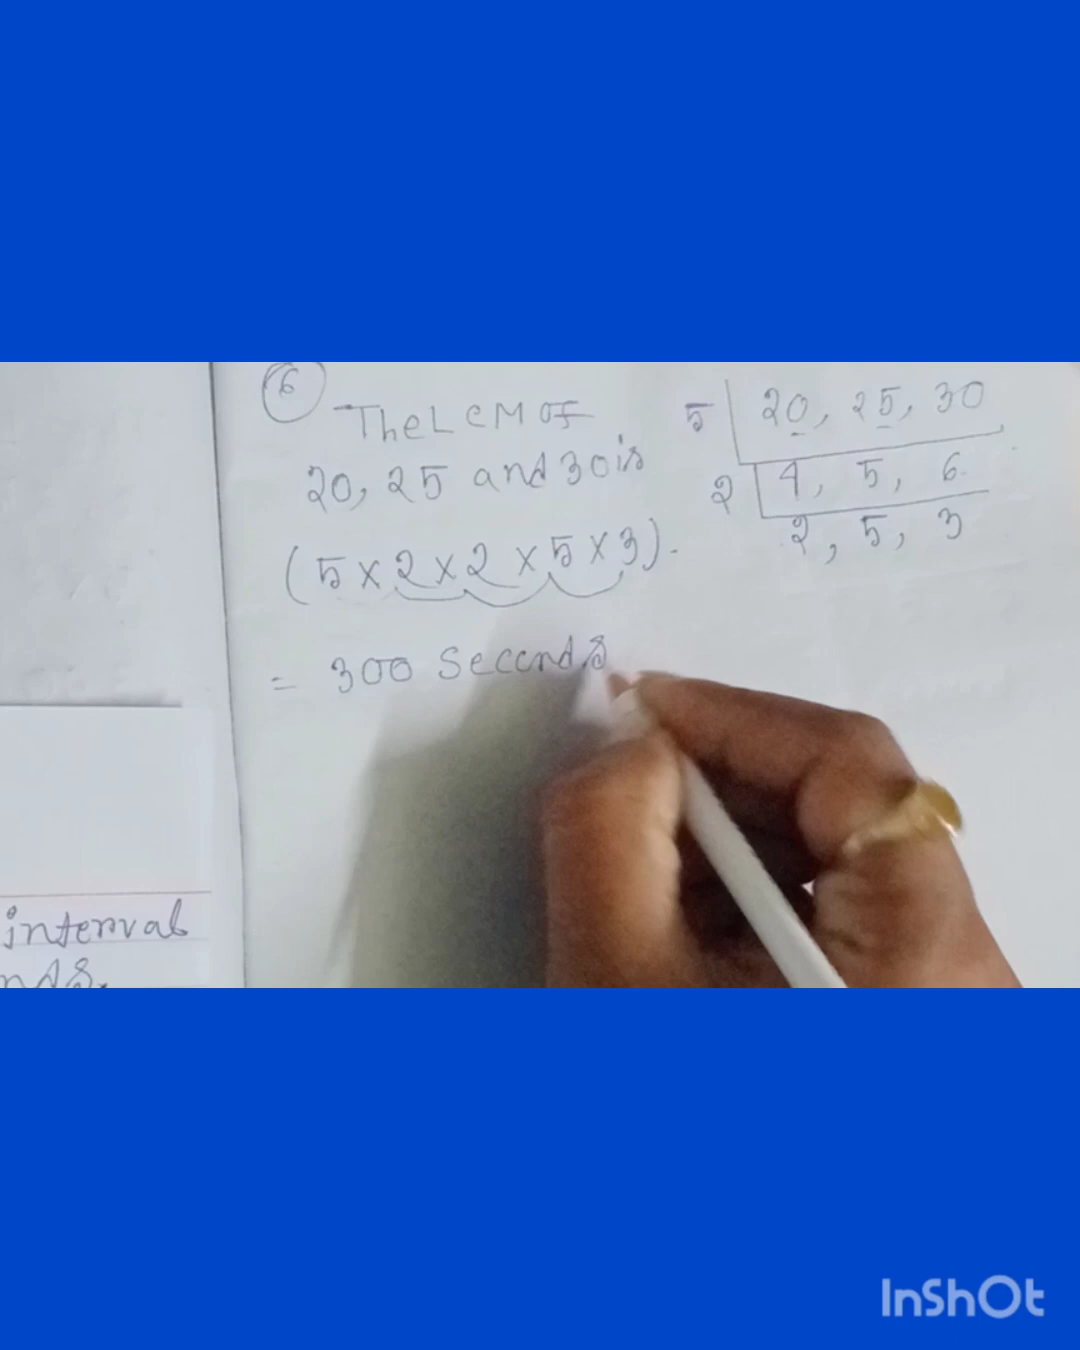 6
The LCM of
20, 25 and 30 is
(5 × 2 × 2 × 5 × 3).
= 300 seconds
5 20, 25, 30
2 4, 5, 6
2, 5, 3
interval
nds.
InShOt